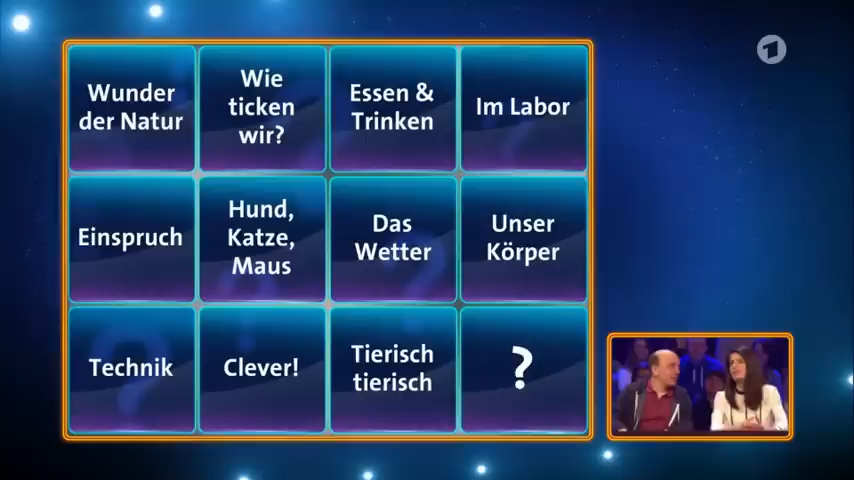 Wunder
der Natur
Wie
ticken
wir?
Essen &
Trinken
Im Labor
Einspruch
Hund,
Katze,
Maus
Das
Wetter
Unser
Körper
Technik
Clever!
Tierisch
tierisch
?
1